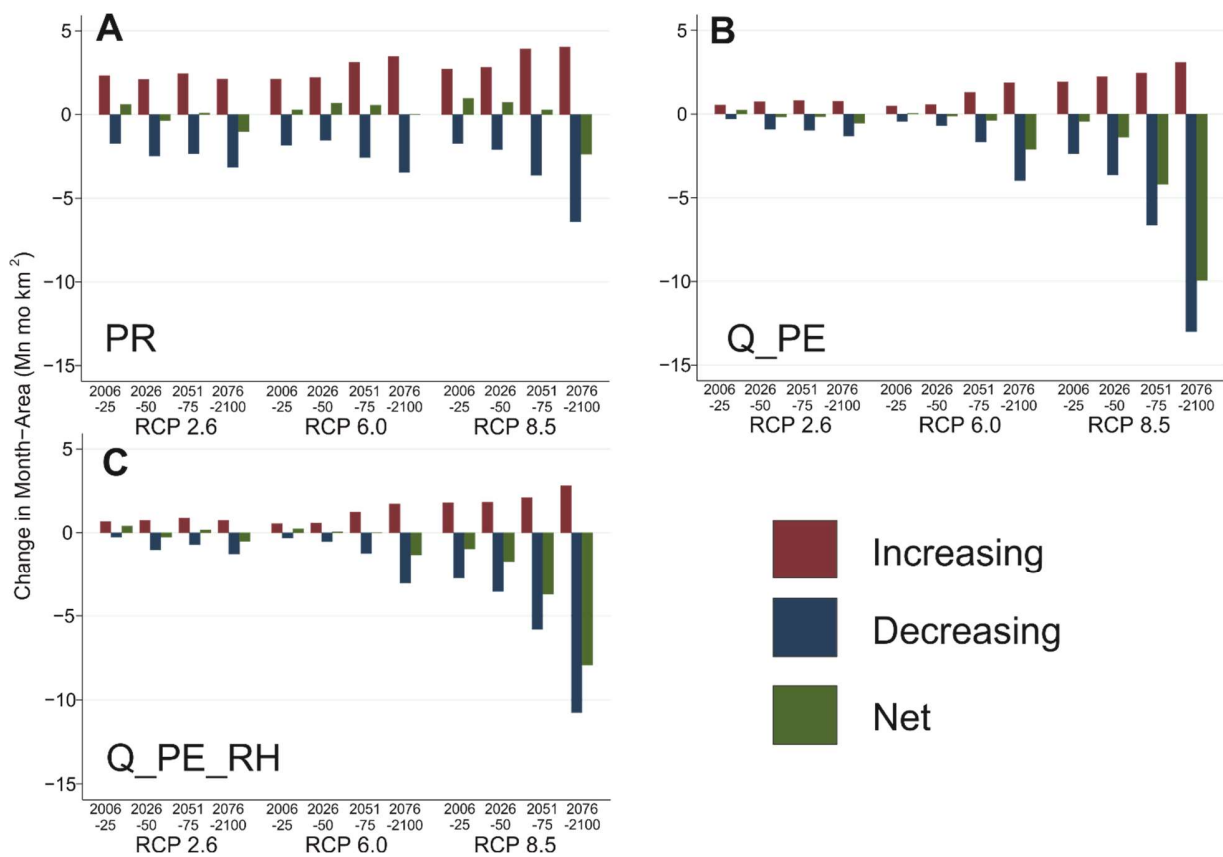 Change in Month−Area (Mn mo km²)
A
5
0
−5
−10
−15
PR
2006 2026 2051 2076 2006 2026 2051 2076 2006 2026 2051 2076
-25 -50 -75 -2100 -25 -50 -75 -2100 -25 -50 -75 -2100
RCP 2.6 RCP 6.0 RCP 8.5
B
5
0
−5
−10
−15
Q_PE
2006 2026 2051 2076 2006 2026 2051 2076 2006 2026 2051 2076
-25 -50 -75 -2100 -25 -50 -75 -2100 -25 -50 -75 -2100
RCP 2.6 RCP 6.0 RCP 8.5
C
5
0
−5
−10
−15
Q_PE_RH
2006 2026 2051 2076 2006 2026 2051 2076 2006 2026 2051 2076
-25 -50 -75 -2100 -25 -50 -75 -2100 -25 -50 -75 -2100
RCP 2.6 RCP 6.0 RCP 8.5
Increasing
Decreasing
Net